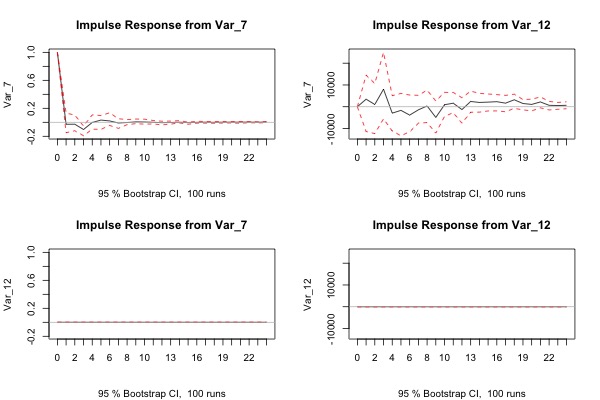 Impulse Response from Var_7
Var_7
1.0
0.6
0.2
-0.2
0 2 4 6 8 10 13 16 19 22
95 % Bootstrap CI, 100 runs
Impulse Response from Var_12
Var_7
10000
-10000
0 2 4 6 8 10 13 16 19 22
95 % Bootstrap CI, 100 runs
Impulse Response from Var_7
Var_12
1.0
0.6
0.2
-0.2
0 2 4 6 8 10 13 16 19 22
95 % Bootstrap CI, 100 runs
Impulse Response from Var_12
Var_12
10000
-10000
0 2 4 6 8 10 13 16 19 22
95 % Bootstrap CI, 100 runs